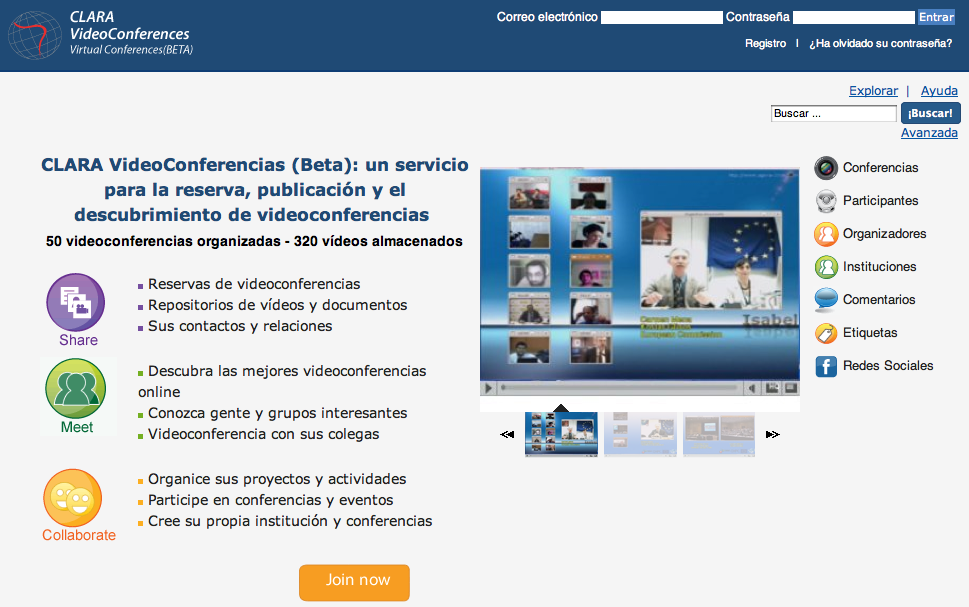 CLARA
VideoConferences
Virtual Conferences(BETA)
Correo electrónico Contraseña Entrar
Registro | ¿Ha olvidado su contraseña?
Explorar | Ayuda
Buscar ... ¡Buscar!
Avanzada
CLARA VideoConferencias (Beta): un servicio
para la reserva, publicación y el
descubrimiento de videoconferencias
50 videoconferencias organizadas - 320 vídeos almacenados
Share
Reservas de videoconferencias
Repositorios de vídeos y documentos
Sus contactos y relaciones
Meet
Descubra las mejores videoconferencias
online
Conozca gente y grupos interesantes
Videoconferencia con sus colegas
Collaborate
Organice sus proyectos y actividades
Participe en conferencias y eventos
Cree su propia institución y conferencias
Join now
Carmen Mena
European Commission
Isabel
Conferencias
Participantes
Organizadores
Instituciones
Comentarios
Etiquetas
Redes Sociales